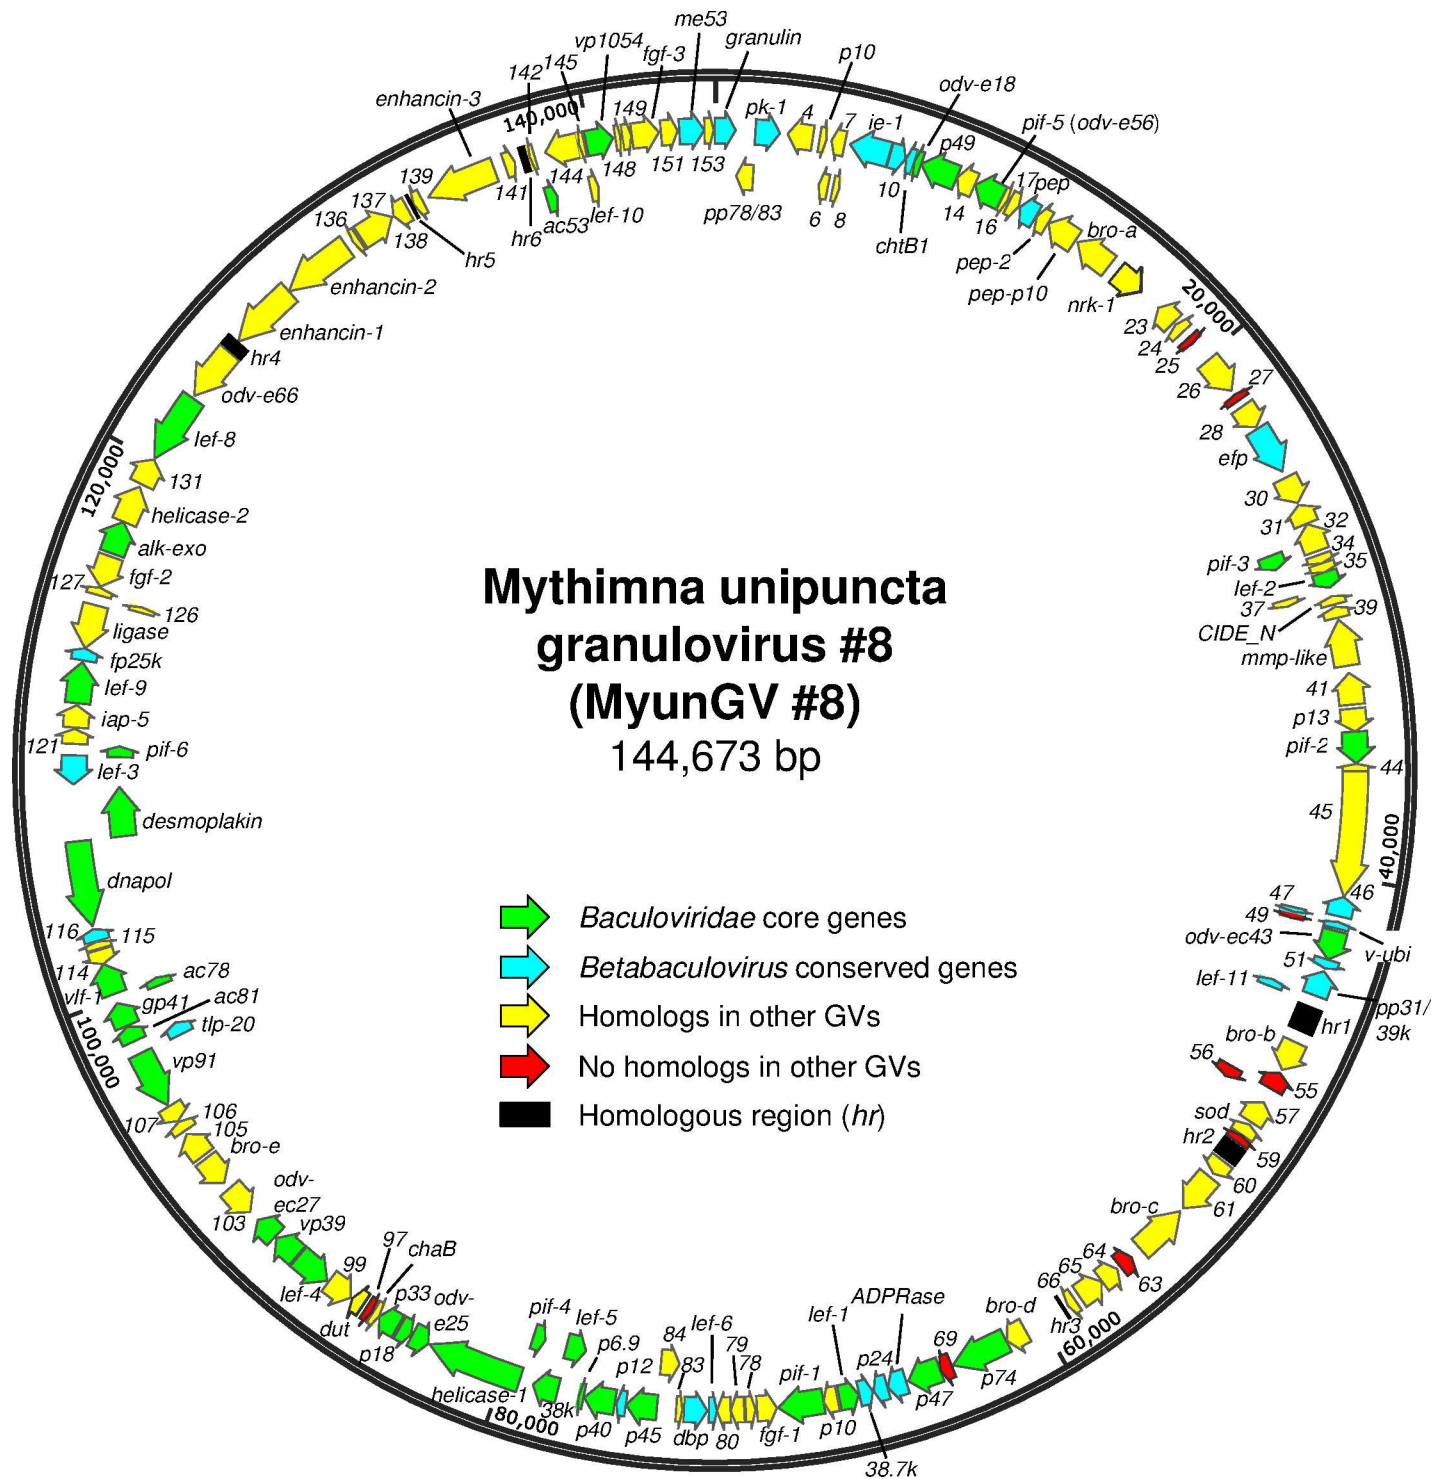 me53
granulin
vp1054
fgf-3
p10
145
142
149
enhancin-3
140,000
pk-1
4
7
ie-1
odv-e18
p49
pif-5 (odv-e56)
139
137
136
138
hr5
141
hr6
144
ac53
148
lef-10
151
153
pp78/83
6
8
10
chtB1
14
16
17
pep
pep-2
pep-p10
bro-a
nrk-1
20,000
23
24
25
26
27
28
efp
enhancin-2
enhancin-1
hr4
odv-e66
lef-8
120,000
131
helicase-2
alk-exo
fgf-2
127
126
ligase
fp25k
lef-9
iap-5
121
pif-6
lef-3
desmoplakin
dnapol
116
115
114
vlf-1
ac78
gp41
ac81
tlp-20
100,000
vp91
107
106
105
bro-e
103
odv-
ec27
vp39
lef-4
99
dut
97
chaB
p33
p18
odv-
e25
helicase-1
80,000
pif-4
38k
lef-5
p6.9
p40
p12
p45
84
83
dbp
lef-6
80
79
78
fgf-1
pif-1
p10
lef-1
38.7k
p24
ADPRase
p47
69
p74
bro-d
60,000
hr3
66
65
64
63
bro-c
61
60
59
hr2
sod
57
55
56
bro-b
hr1
pp31/
39k
lef-11
51
v-ubi
odv-ec43
49
47
46
40,000
45
44
pif-2
p13
41
mmp-like
CIDE_N
39
37
lef-2
pif-3
35
34
32
31
30
Mythimna unipuncta
granulovirus #8
(MyunGV #8)
144,673 bp
Baculoviridae core genes
Betabaculovirus conserved genes
Homologs in other GVs
No homologs in other GVs
Homologous region (hr)